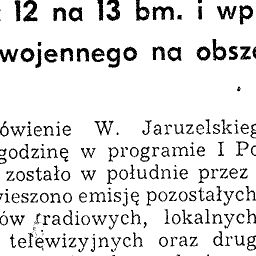 12 na 13 bm. i wp
wojennego na obsz
ówienie W. Jaruzelskieg
godzinę w programie I Po
zostało w południe przez
ieszono emisję pozostałych
ów radiowych, lokalnych
telewizyjnych oraz drug